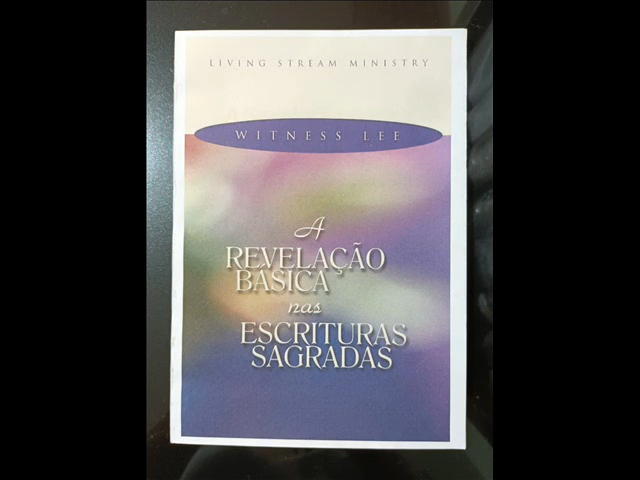 LIVING STREAM MINISTRY
WITNESS LEE
A
REVELAÇÃO
BÁSICA
nas
ESCRITURAS
SAGRADAS